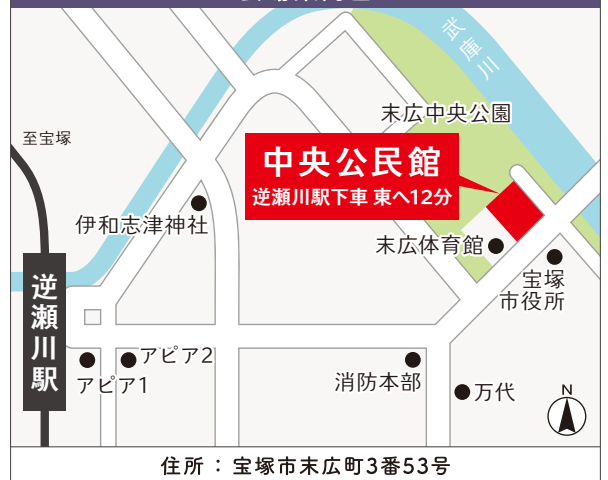 武庫川
末広中央公園
至宝塚
中央公民館
逆瀬川駅下車 東へ12分
伊和志津神社
末広体育館
宝塚
市役所
逆瀬川駅
アピア2
アピア1
消防本部
万代
N
住所：宝塚市末広町3番53号